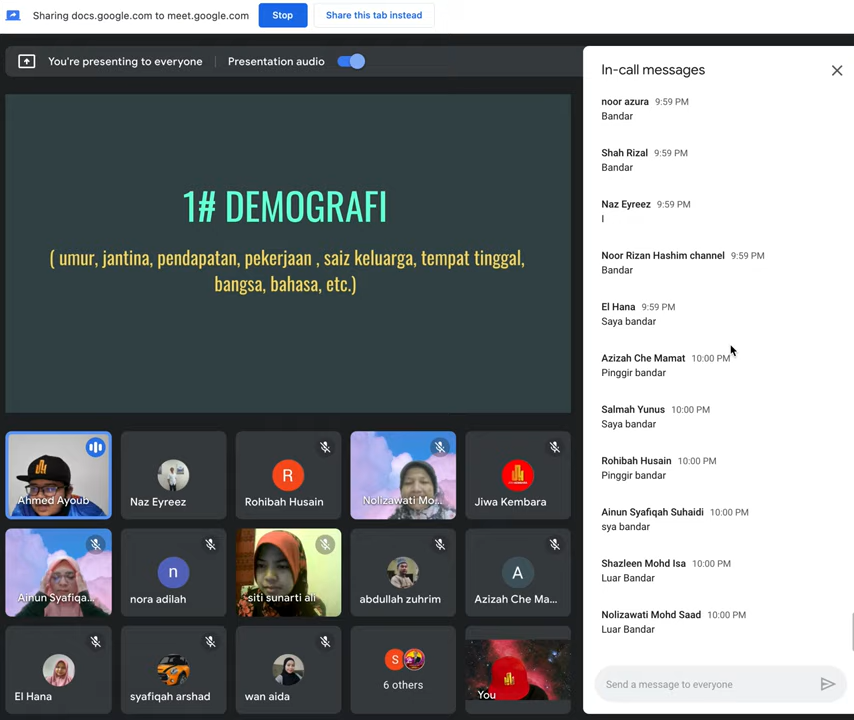 Sharing docs.google.com to meet.google.com
Stop
Share this tab instead
You're presenting to everyone
Presentation audio
1# DEMOGRAFI
( umur, jantina, pendapatan, pekerjaan , saiz keluarga, tempat tinggal,
bangsa, bahasa, etc.)
Ahmed Ayoub
Naz Eyreez
R
Rohibah Husain
Nolizawati Mo...
Jiwa Kembara
Ainun Syafiqa...
n
nora adilah
siti sunarti ali
abdullah zuhrim
A
Azizah Che Ma...
El Hana
syafiqah arshad
wan aida
S
6 others
You
In-call messages
noor azura 9:59 PM
Bandar
Shah Rizal 9:59 PM
Bandar
Naz Eyreez 9:59 PM
l
Noor Rizan Hashim channel 9:59 PM
Bandar
El Hana 9:59 PM
Saya bandar
Azizah Che Mamat 10:00 PM
Pinggir bandar
Salmah Yunus 10:00 PM
Saya bandar
Rohibah Husain 10:00 PM
Pinggir bandar
Ainun Syafiqah Suhaidi 10:00 PM
sya bandar
Shazleen Mohd Isa 10:00 PM
Luar Bandar
Nolizawati Mohd Saad 10:00 PM
Luar Bandar
Send a message to everyone